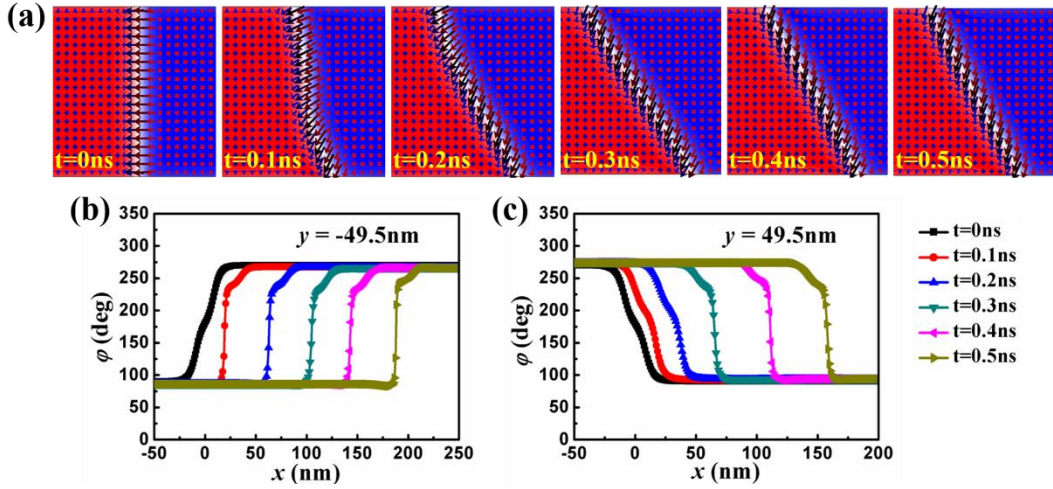 (a)
t=0ns t=0.1ns t=0.2ns t=0.3ns t=0.4ns t=0.5ns
(b)
y = -49.5nm
350
300
250
200
150
100
50
0
φ (deg)
-50 0 50 100 150 200 250
x (nm)
(c)
y = 49.5nm
350
300
250
200
150
100
50
0
φ (deg)
-50 0 50 100 150 200
x (nm)
t=0ns
t=0.1ns
t=0.2ns
t=0.3ns
t=0.4ns
t=0.5ns